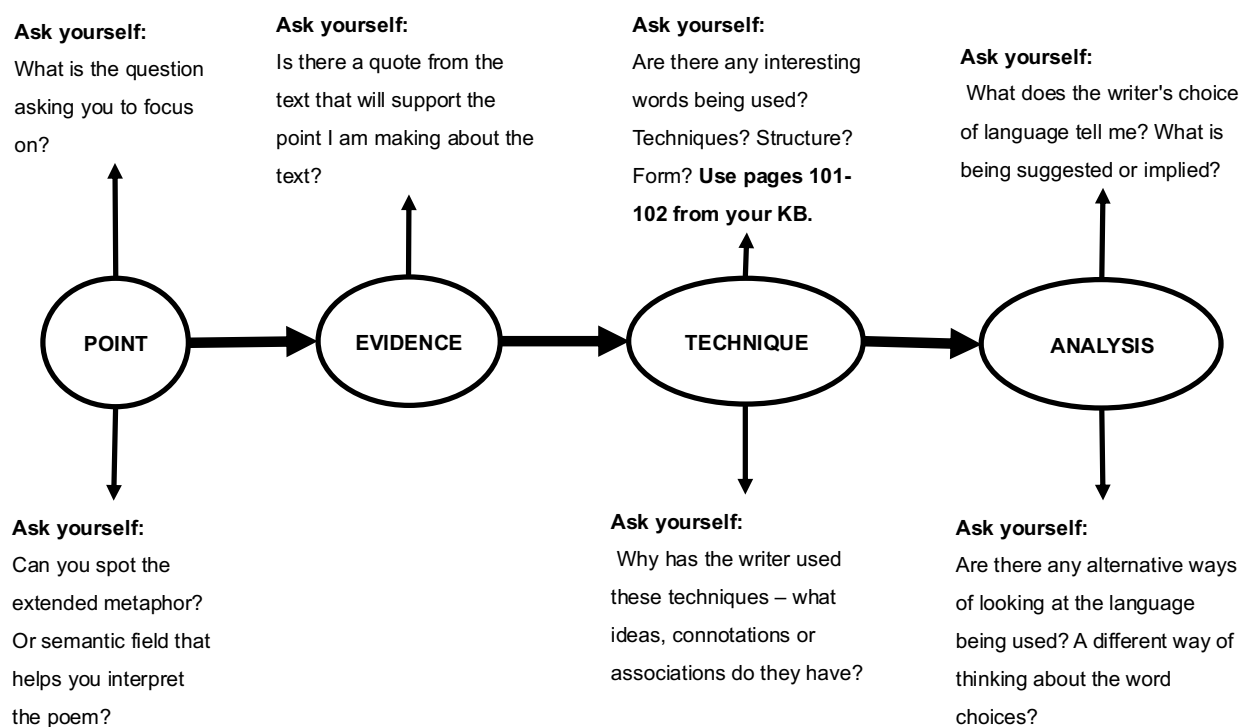 Ask yourself:
What is the question
asking you to focus
on?
Ask yourself:
Is there a quote from the
text that will support the
point I am making about the
text?
Ask yourself:
Are there any interesting
words being used?
Techniques? Structure?
Form? Use pages 101-
102 from your KB.
Ask yourself:
What does the writer's choice
of language tell me? What is
being suggested or implied?
POINT
EVIDENCE
TECHNIQUE
ANALYSIS
Ask yourself:
Can you spot the
extended metaphor?
Or semantic field that
helps you interpret
the poem?
Ask yourself:
Why has the writer used
these techniques – what
ideas, connotations or
associations do they have?
Ask yourself:
Are there any alternative ways
of looking at the language
being used? A different way of
thinking about the word
choices?